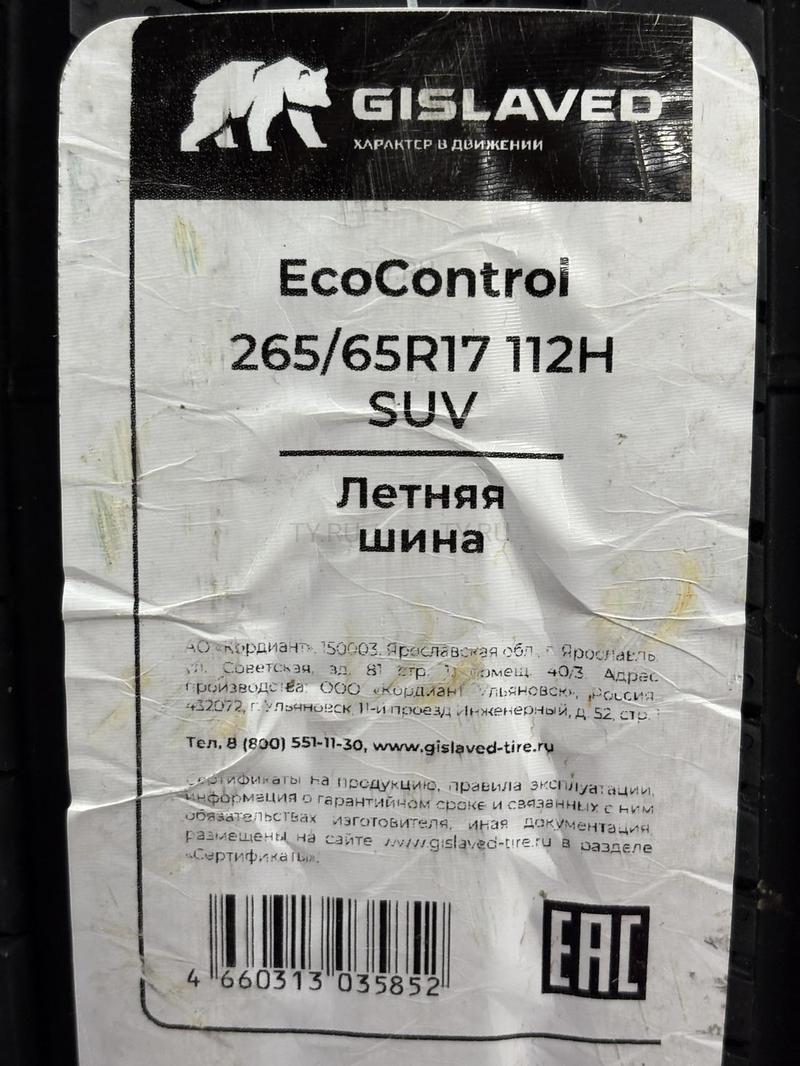 GISLAVED
ХАРАКТЕР В ДВИЖЕНИИ
EcoControl
265/65R17 112H
SUV
Летняя
шина
TY.RU TY.RU
АО «Кордиант», 150003, Ярославская обл., г. Ярославль,
ул. Советская, зд. 81, стр. 1, помещ. 40/3. Адрес
производства: ООО «Кордиант Ульяновск», Россия,
432072, г. Ульяновск, 11-й проезд Инженерный, д. 52, стр. 1
Тел. 8 (800) 551-11-30, www.gislaved-tire.ru
Сертификаты на продукцию, правила эксплуатации,
информация о гарантийном сроке и связанных с ним
обязательствах изготовителя, иная документация,
размещены на сайте www.gislaved-tire.ru в разделе
«Сертификаты».
4 660313 035852
EAC